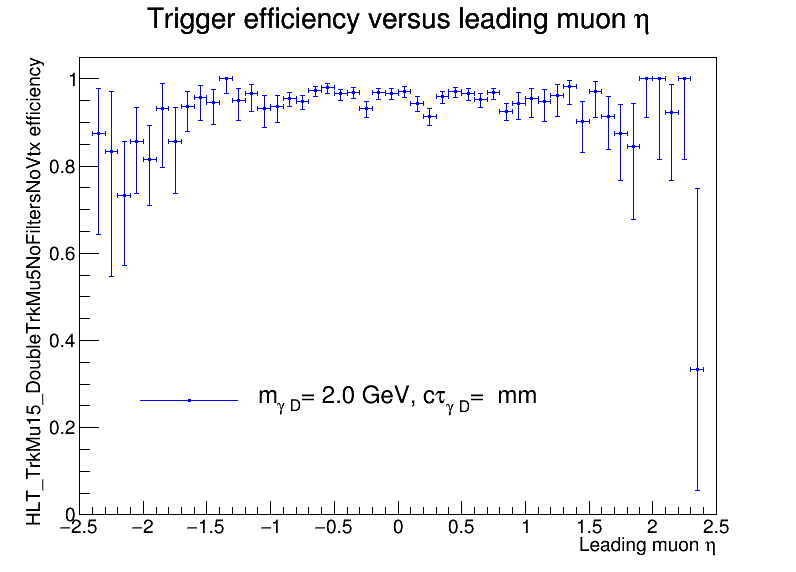 Trigger efficiency versus leading muon η
HLT_TrkMu15_DoubleTrkMu5NoFiltersNoVtx efficiency
1
0.8
0.6
0.4
0.2
0
m_γ D= 2.0 GeV, cτ_γ D=  mm
−2.5 −2 −1.5 −1 −0.5 0 0.5 1 1.5 2 2.5
Leading muon η